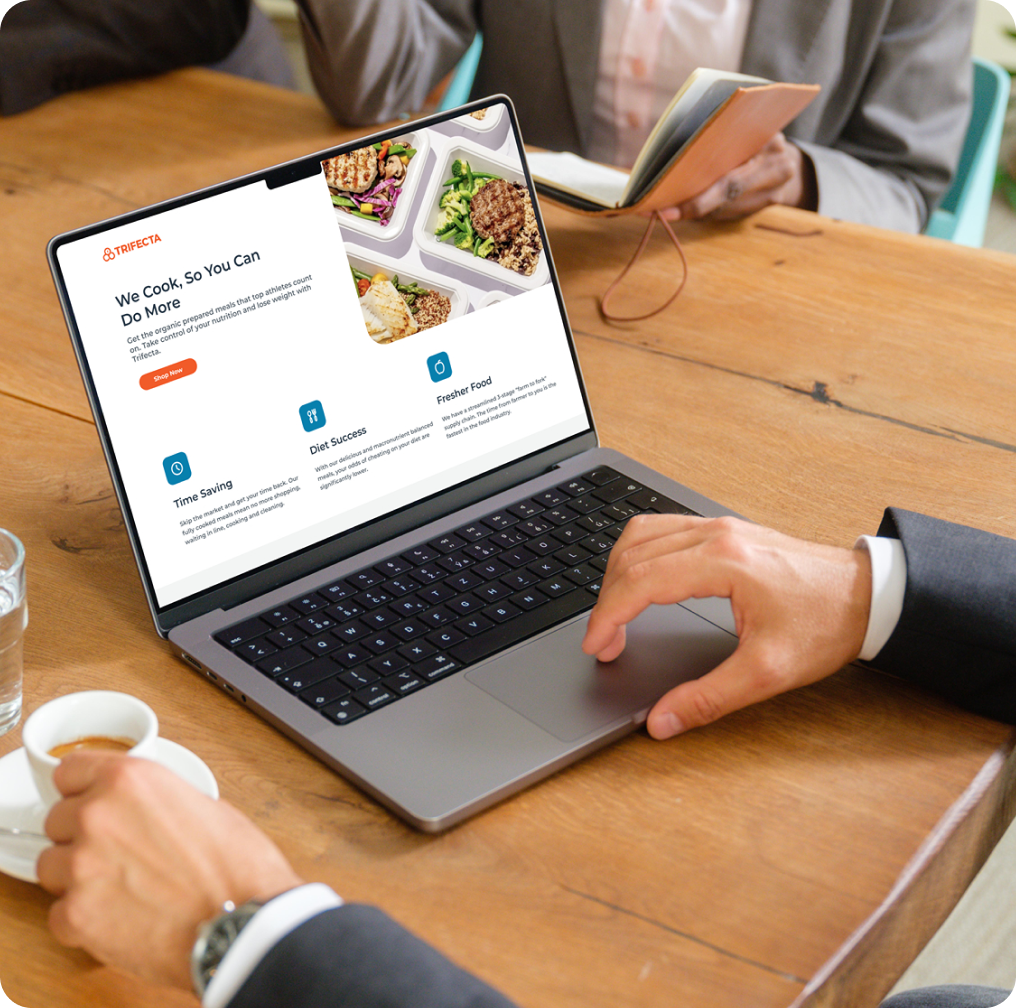 TRIFECTA
We Cook, So You Can
Do More
Get the organic prepared meals that top athletes count
on. Take control of your nutrition and lose weight with
Trifecta.
Shop Now
Time Saving
Skip the market and get your time back. Our
fully cooked meals mean no more shopping,
waiting in line, cooking and cleaning.
Diet Success
With our delicious and macronutrient balanced
meals, your odds of cheating on your diet are
significantly lower.
Fresher Food
We have a streamlined 3-stage "farm to fork"
supply chain. The time from farmer to you is the
fastest in the food industry.
esc
Q W E R T Z U I O P
A S D F G H J K L
Y X C V B N M
control
option
command